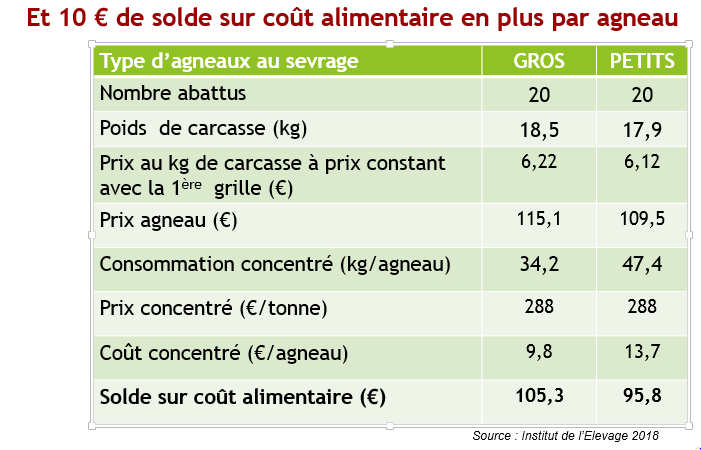 Et 10 € de solde sur coût alimentaire en plus par agneau
Type d'agneaux au sevrage GROS PETITS
Nombre abattus 20 20
Poids de carcasse (kg) 18,5 17,9
Prix au kg de carcasse à prix constant 6,22 6,12
avec la 1ère grille (€)
Prix agneau (€) 115,1 109,5
Consommation concentré (kg/agneau) 34,2 47,4
Prix concentré (€/tonne) 288 288
Coût concentré (€/agneau) 9,8 13,7
Solde sur coût alimentaire (€) 105,3 95,8
Source : Institut de l'Elevage 2018